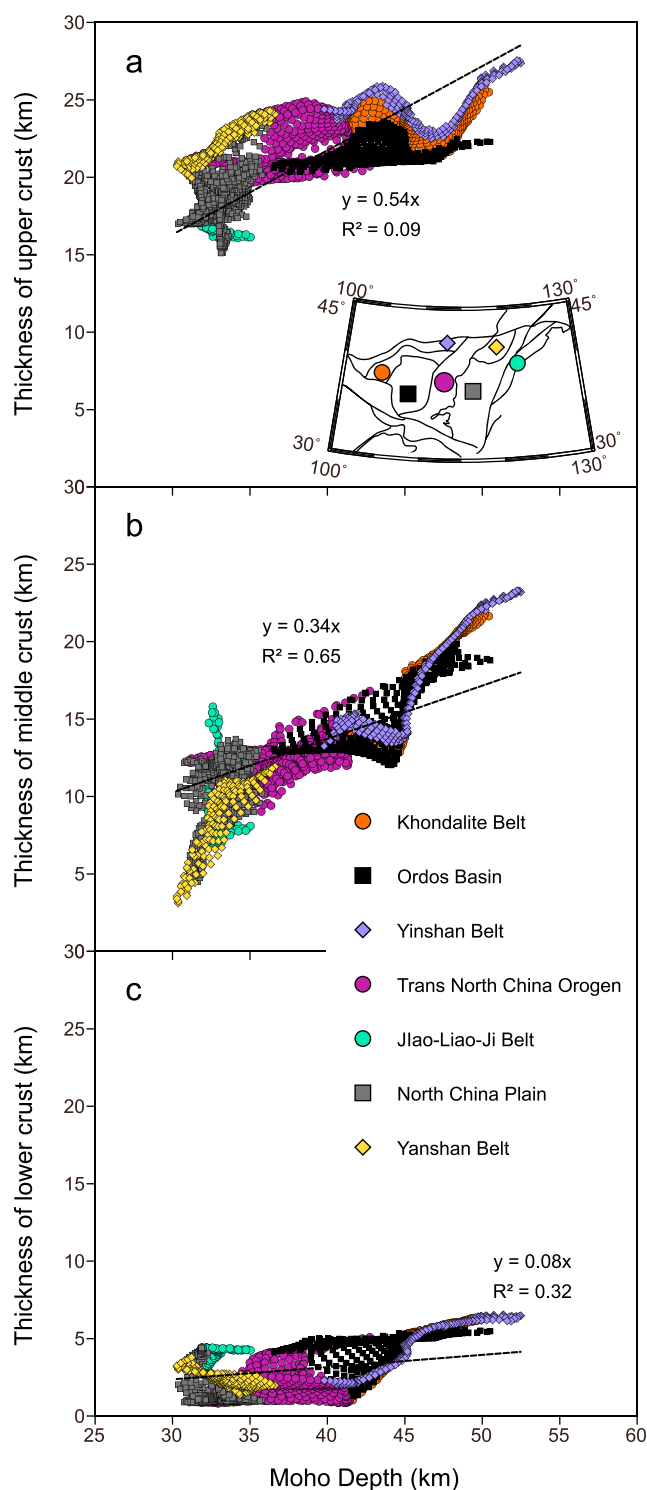 30
a
25
20
y = 0.54x
R² = 0.09
15
100°
130°
45°
45°
10
5
30°
30°
100°
130°
Thickness of upper crust (km)
30
b
25
y = 0.34x
R² = 0.65
20
15
10
5
Thickness of middle crust (km)
Khondalite Belt
Ordos Basin
Yinshan Belt
Trans North China Orogen
JIao-Liao-Ji Belt
North China Plain
Yanshan Belt
30
c
25
20
15
10
y = 0.08x
R² = 0.32
5
0
Thickness of lower crust (km)
25 30 35 40 45 50 55 60
Moho Depth (km)